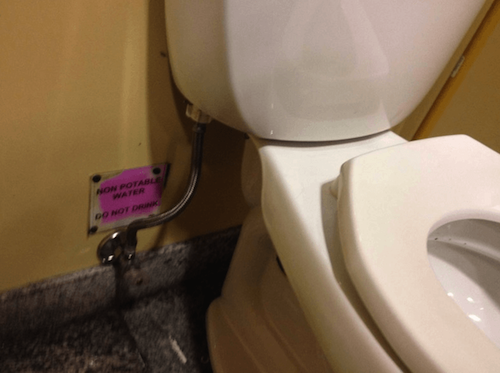 NON POTABLE
WATER
DO NOT DRINK